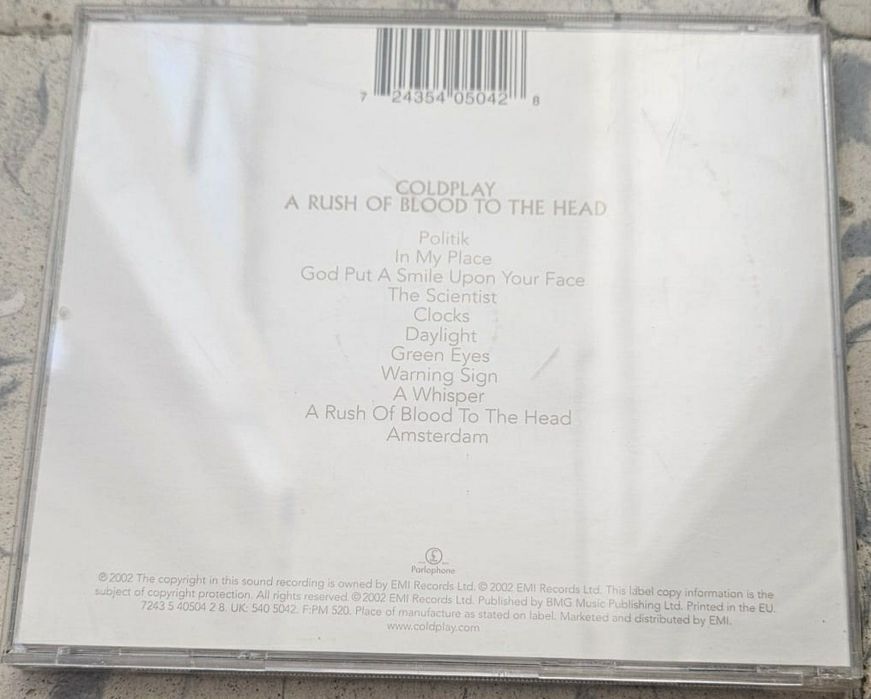 7 24354 05042 8
COLDPLAY
A RUSH OF BLOOD TO THE HEAD
Politik
In My Place
God Put A Smile Upon Your Face
The Scientist
Clocks
Daylight
Green Eyes
Warning Sign
A Whisper
A Rush Of Blood To The Head
Amsterdam
£
Parlophone
℗ 2002 The copyright in this sound recording is owned by EMI Records Ltd. © 2002 EMI Records Ltd. This label copy information is the
subject of copyright protection. All rights reserved. © 2002 EMI Records Ltd. Published by BMG Music Publishing Ltd. Printed in the EU.
7243 5 40504 2 8. UK: 540 5042. F:PM 520. Place of manufacture as stated on label. Marketed and distributed by EMI.
www.coldplay.com